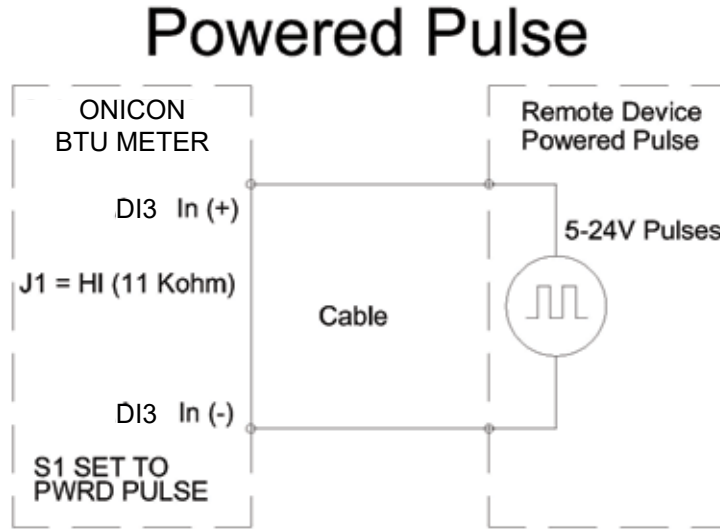 Powered Pulse
ONICON
BTU METER
Remote Device
Powered Pulse
DI3 In (+)
5-24V Pulses
J1 = HI (11 Kohm)
Cable
DI3 In (-)
S1 SET TO
PWRD PULSE